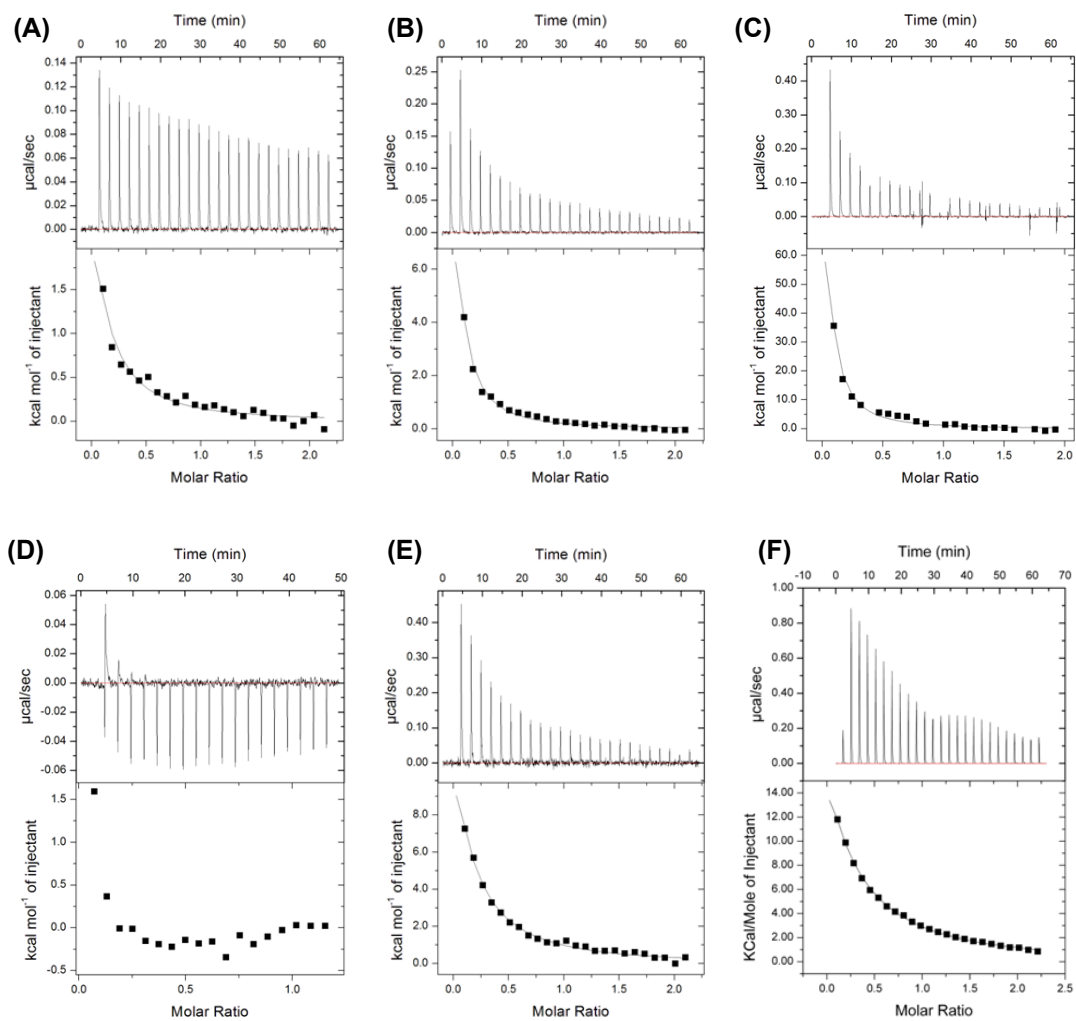 (A)
Time (min)
0 10 20 30 40 50 60
0.14
0.12
0.10
0.08
0.06
0.04
0.02
0.00
µcal/sec
1.5
1.0
0.5
0.0
kcal mol⁻¹ of injectant
0.0 0.5 1.0 1.5 2.0
Molar Ratio
(B)
Time (min)
0 10 20 30 40 50 60
0.25
0.20
0.15
0.10
0.05
0.00
µcal/sec
6.0
4.0
2.0
0.0
kcal mol⁻¹ of injectant
0.0 0.5 1.0 1.5 2.0
Molar Ratio
(C)
Time (min)
0 10 20 30 40 50 60
0.40
0.30
0.20
0.10
0.00
µcal/sec
60.0
50.0
40.0
30.0
20.0
10.0
0.0
kcal mol⁻¹ of injectant
0.0 0.5 1.0 1.5 2.0
Molar Ratio
(D)
Time (min)
0 10 20 30 40 50
0.06
0.04
0.02
0.00
-0.02
-0.04
-0.06
µcal/sec
1.5
1.0
0.5
0.0
-0.5
kcal mol⁻¹ of injectant
0.0 0.5 1.0
Molar Ratio
(E)
Time (min)
0 10 20 30 40 50 60
0.40
0.30
0.20
0.10
0.00
µcal/sec
8.0
6.0
4.0
2.0
0.0
kcal mol⁻¹ of injectant
0.0 0.5 1.0 1.5 2.0
Molar Ratio
(F)
Time (min)
-10 0 10 20 30 40 50 60 70
1.00
0.80
0.60
0.40
0.20
0.00
µcal/sec
14.00
12.00
10.00
8.00
6.00
4.00
2.00
0.00
KCal/Mole of Injectant
0.0 0.5 1.0 1.5 2.0 2.5
Molar Ratio